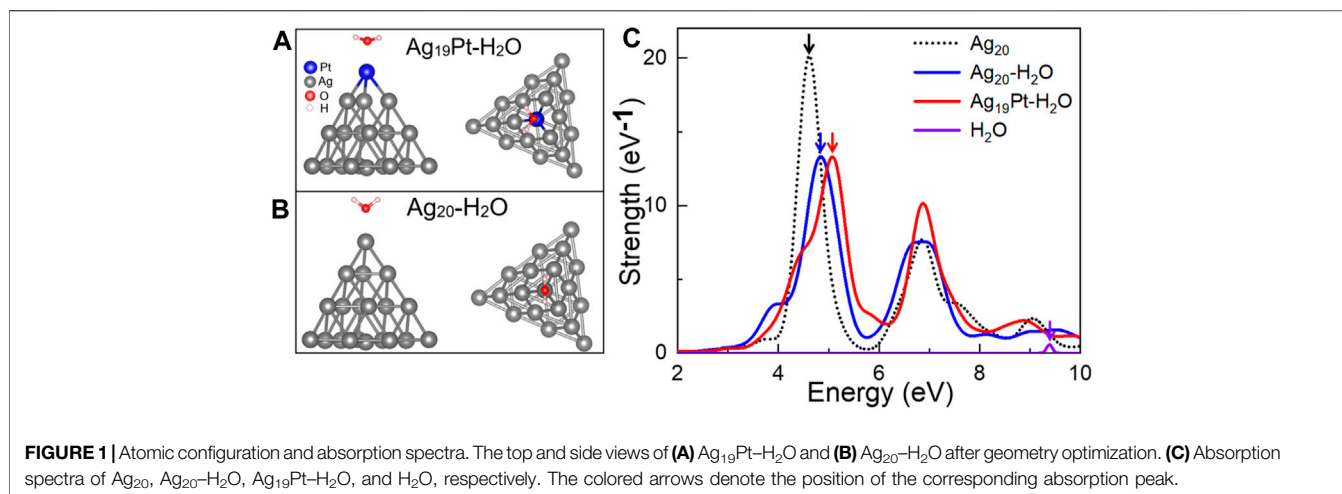 A
Ag₁₉Pt-H₂O
Pt
Ag
O
H
B
Ag₂₀-H₂O
C
Ag₂₀
Ag₂₀-H₂O
Ag₁₉Pt-H₂O
H₂O
Strength (eV⁻¹)
20
10
0
2 4 6 8 10
Energy (eV)
FIGURE 1 | Atomic configuration and absorption spectra. The top and side views of (A) Ag₁₉Pt–H₂O and (B) Ag₂₀–H₂O after geometry optimization. (C) Absorption
spectra of Ag₂₀, Ag₂₀–H₂O, Ag₁₉Pt–H₂O, and H₂O, respectively. The colored arrows denote the position of the corresponding absorption peak.